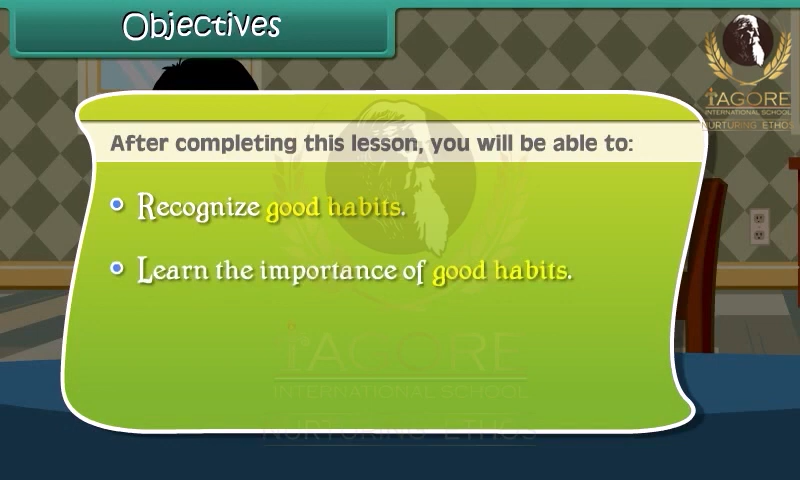 Objectives
TAGORE
INTERNATIONAL SCHOOL
NURTURING ETHOS
After completing this lesson, you will be able to:
Recognize good habits.
Learn the importance of good habits.
TAGORE
INTERNATIONAL SCHOOL
NURTURING ETHOS